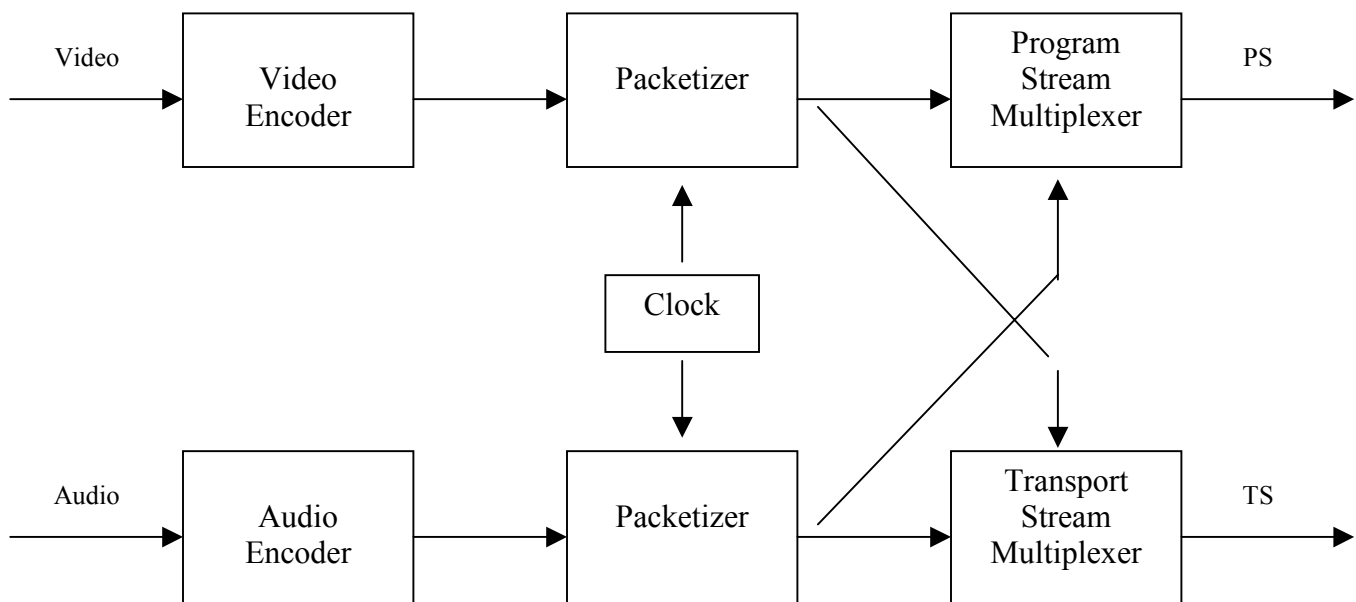 Video
Video
Encoder
Packetizer
Program
Stream
Multiplexer
PS
Clock
Audio
Audio
Encoder
Packetizer
Transport
Stream
Multiplexer
TS